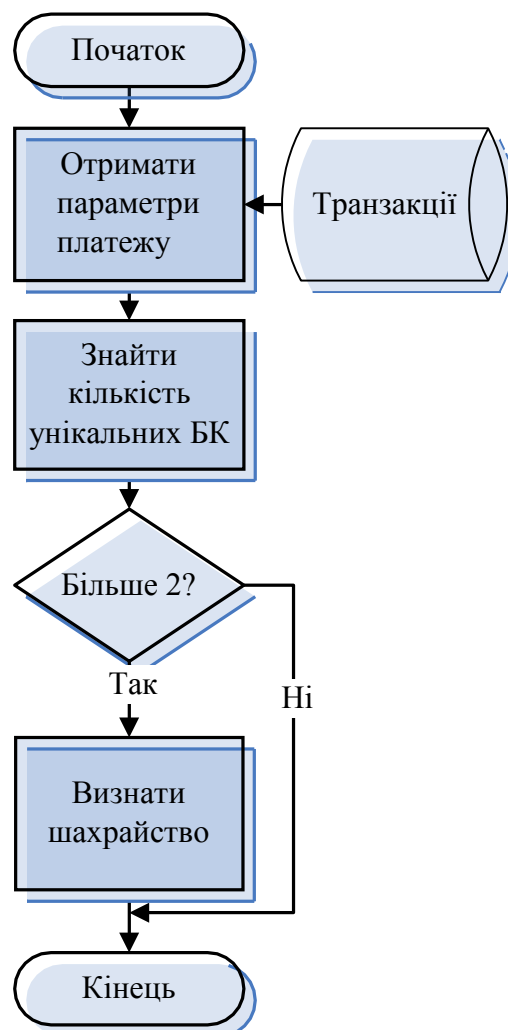 Початок
Отримати
параметри
платежу
Транзакції
Знайти
кількість
унікальних БК
Більше 2?
Так
Ні
Визнати
шахрайство
Кінець